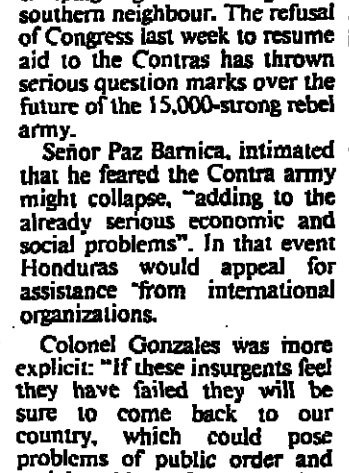 southern neighbour. The refusal
of Congress last week to resume
aid to the Contras has thrown
serious question marks over the
future of the 15,000-strong rebel
army.
Señor Paz Barnica, intimated
that he feared the Contra army
might collapse, "adding to the
already serious economic and
social problems". In that event
Honduras would appeal for
assistance "from international
organizations.
Colonel Gonzales was more
explicit: "If these insurgents feel
they have failed they will be
sure to come back to our
country, which could pose
problems of public order and